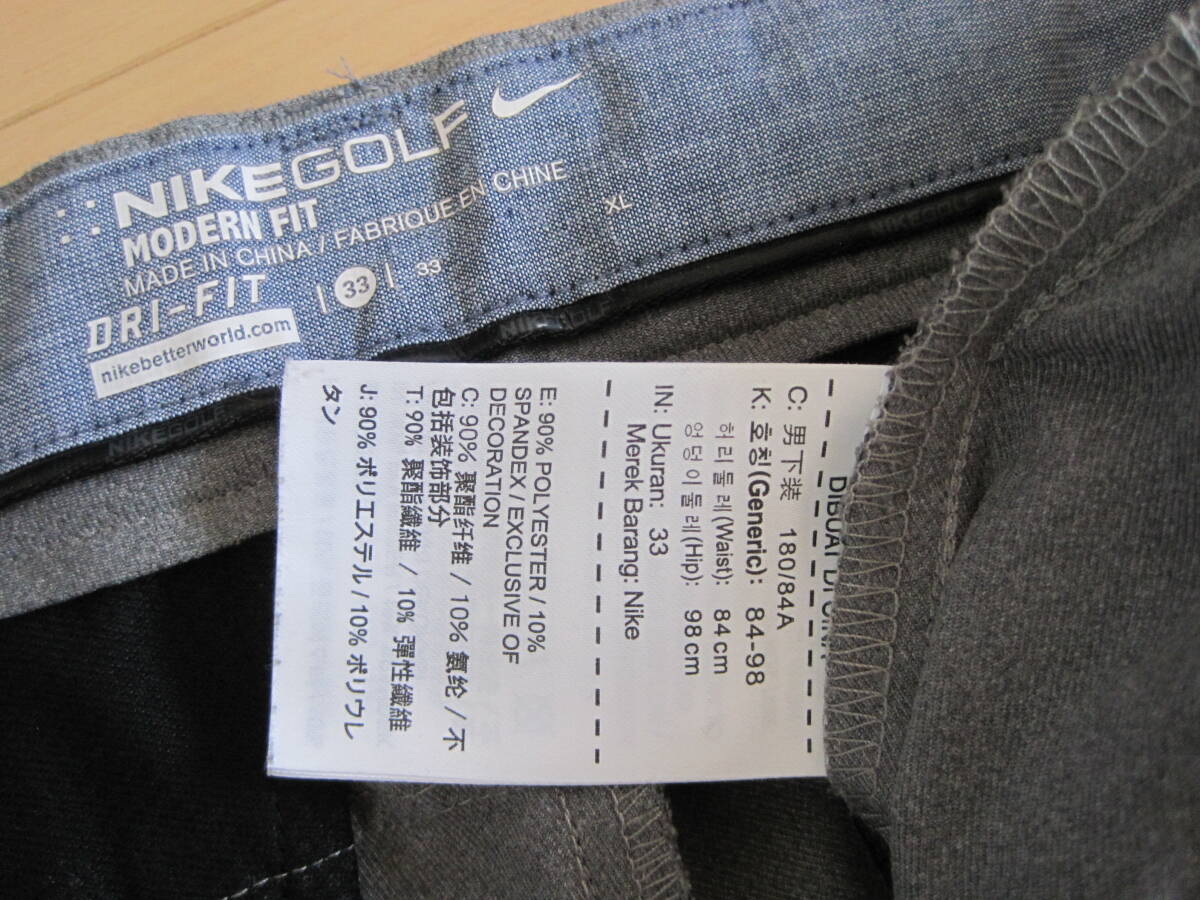 NIKEGOLF
MODERN FIT
MADE IN CHINA / FABRIQUE EN CHINE
DRI-FIT | 33 | 33
XL
nikebetterworld.com
NIKEGOLF
NIKEGOLF
NIKEGOLF
C: 男下装 180/84A
K: 호칭(Generic): 84-98
허리둘레(Waist): 84 cm
엉덩이둘레(Hip): 98 cm
IN: Ukuran: 33
Merek Barang: Nike
E: 90% POLYESTER / 10%
SPANDEX / EXCLUSIVE OF
DECORATION
C: 90% 聚酯纤维 / 10% 氨纶 / 不
包括装饰部分
T: 90% 聚酯纖維 / 10% 彈性纖維
J: 90% ポリエステル / 10% ポリウレ
タン